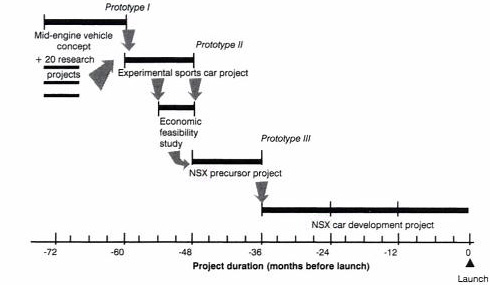 Prototype I
Mid-engine vehicle
concept
+ 20 research
projects
Prototype II
Experimental sports car project
Economic
feasibility
study
Prototype III
NSX precursor project
NSX car development project
-72 -60 -48 -36 -24 -12 0
Project duration (months before launch)
Launch